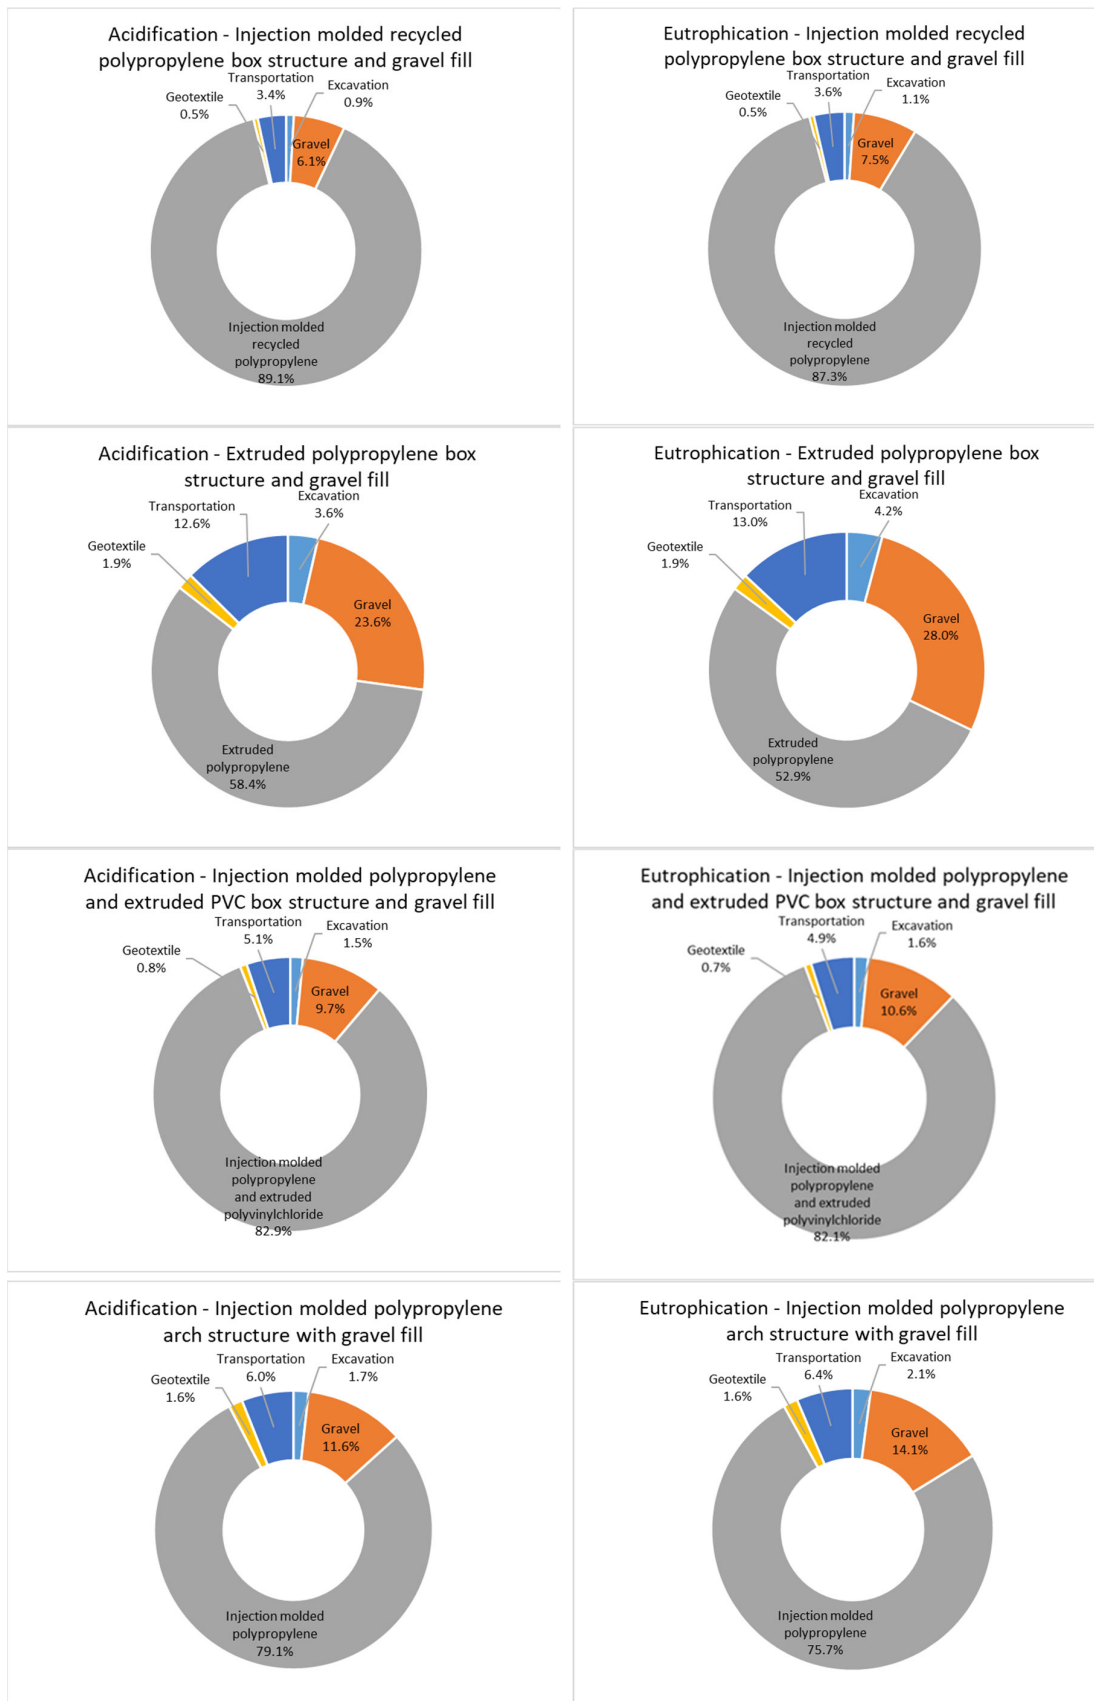 Acidification - Injection molded recycled
polypropylene box structure and gravel fill
Transportation
3.4%
Excavation
0.9%
Geotextile
0.5%
Gravel
6.1%
Injection molded
recycled
polypropylene
89.1%
Eutrophication - Injection molded recycled
polypropylene box structure and gravel fill
Transportation
3.6%
Excavation
1.1%
Geotextile
0.5%
Gravel
7.5%
Injection molded
recycled
polypropylene
87.3%
Acidification - Extruded polypropylene box
structure and gravel fill
Excavation
3.6%
Transportation
12.6%
Geotextile
1.9%
Gravel
23.6%
Extruded
polypropylene
58.4%
Eutrophication - Extruded polypropylene box
structure and gravel fill
Excavation
4.2%
Transportation
13.0%
Geotextile
1.9%
Gravel
28.0%
Extruded
polypropylene
52.9%
Acidification - Injection molded polypropylene
and extruded PVC box structure and gravel fill
Transportation
5.1%
Excavation
1.5%
Geotextile
0.8%
Gravel
9.7%
Injection molded
polypropylene
and extruded
polyvinylchloride
82.9%
Eutrophication - Injection molded polypropylene
and extruded PVC box structure and gravel fill
Transportation
4.9%
Excavation
1.6%
Geotextile
0.7%
Gravel
10.6%
Injection molded
polypropylene
and extruded
polyvinylchloride
82.1%
Acidification - Injection molded polypropylene
arch structure with gravel fill
Transportation
6.0%
Excavation
1.7%
Geotextile
1.6%
Gravel
11.6%
Injection molded
polypropylene
79.1%
Eutrophication - Injection molded polypropylene
arch structure with gravel fill
Transportation
6.4%
Excavation
2.1%
Geotextile
1.6%
Gravel
14.1%
Injection molded
polypropylene
75.7%